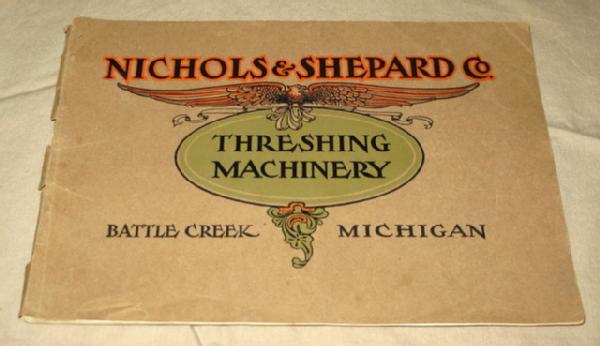 NICHOLS & SHEPARD CO.
THRESHING
MACHINERY
BATTLE CREEK MICHIGAN